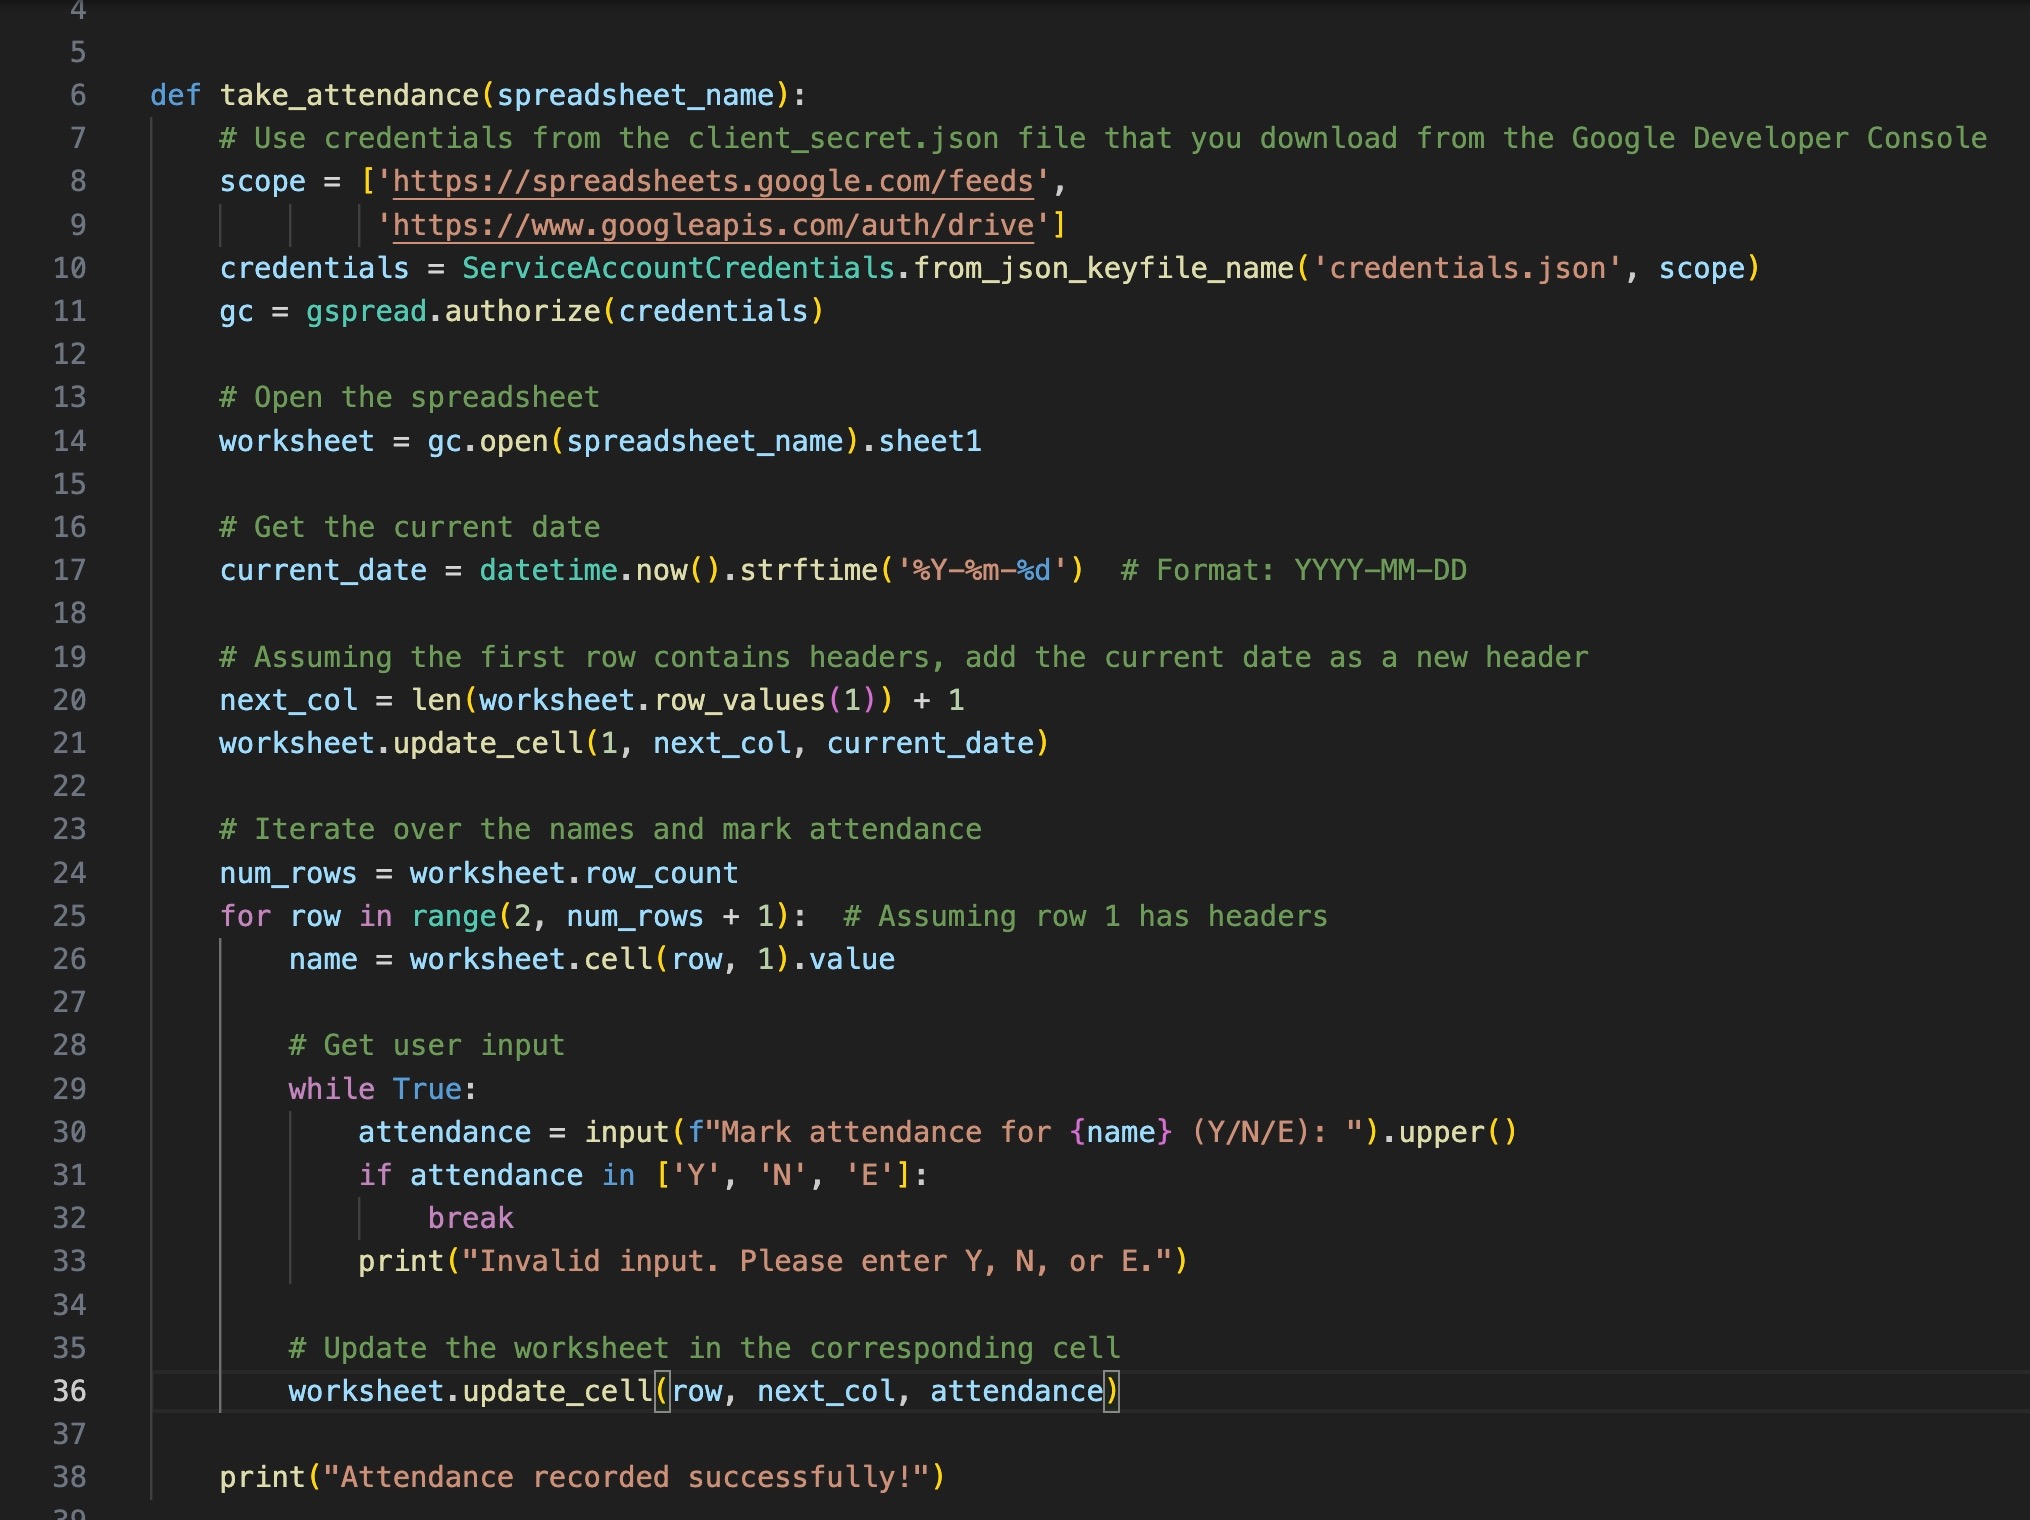 4
5
6 def take_attendance(spreadsheet_name):
7 # Use credentials from the client_secret.json file that you download from the Google Developer Console
8 scope = ['https://spreadsheets.google.com/feeds',
9 'https://www.googleapis.com/auth/drive']
10 credentials = ServiceAccountCredentials.from_json_keyfile_name('credentials.json', scope)
11 gc = gspread.authorize(credentials)
12
13 # Open the spreadsheet
14 worksheet = gc.open(spreadsheet_name).sheet1
15
16 # Get the current date
17 current_date = datetime.now().strftime('%Y-%m-%d')  # Format: YYYY-MM-DD
18
19 # Assuming the first row contains headers, add the current date as a new header
20 next_col = len(worksheet.row_values(1)) + 1
21 worksheet.update_cell(1, next_col, current_date)
22
23 # Iterate over the names and mark attendance
24 num_rows = worksheet.row_count
25 for row in range(2, num_rows + 1):  # Assuming row 1 has headers
26 name = worksheet.cell(row, 1).value
27
28 # Get user input
29 while True:
30 attendance = input(f"Mark attendance for {name} (Y/N/E): ").upper()
31 if attendance in ['Y', 'N', 'E']:
32 break
33 print("Invalid input. Please enter Y, N, or E.")
34
35 # Update the worksheet in the corresponding cell
36 worksheet.update_cell(row, next_col, attendance)
37
38 print("Attendance recorded successfully!")
39